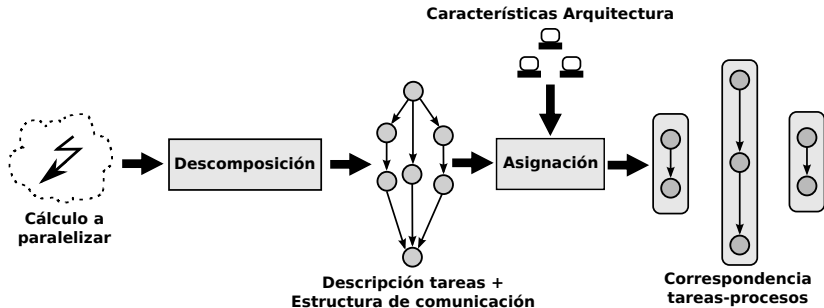 Características Arquitectura
Descomposición
Asignación
Cálculo a
paralelizar
Descripción tareas +
Estructura de comunicación
Correspondencia
tareas-procesos